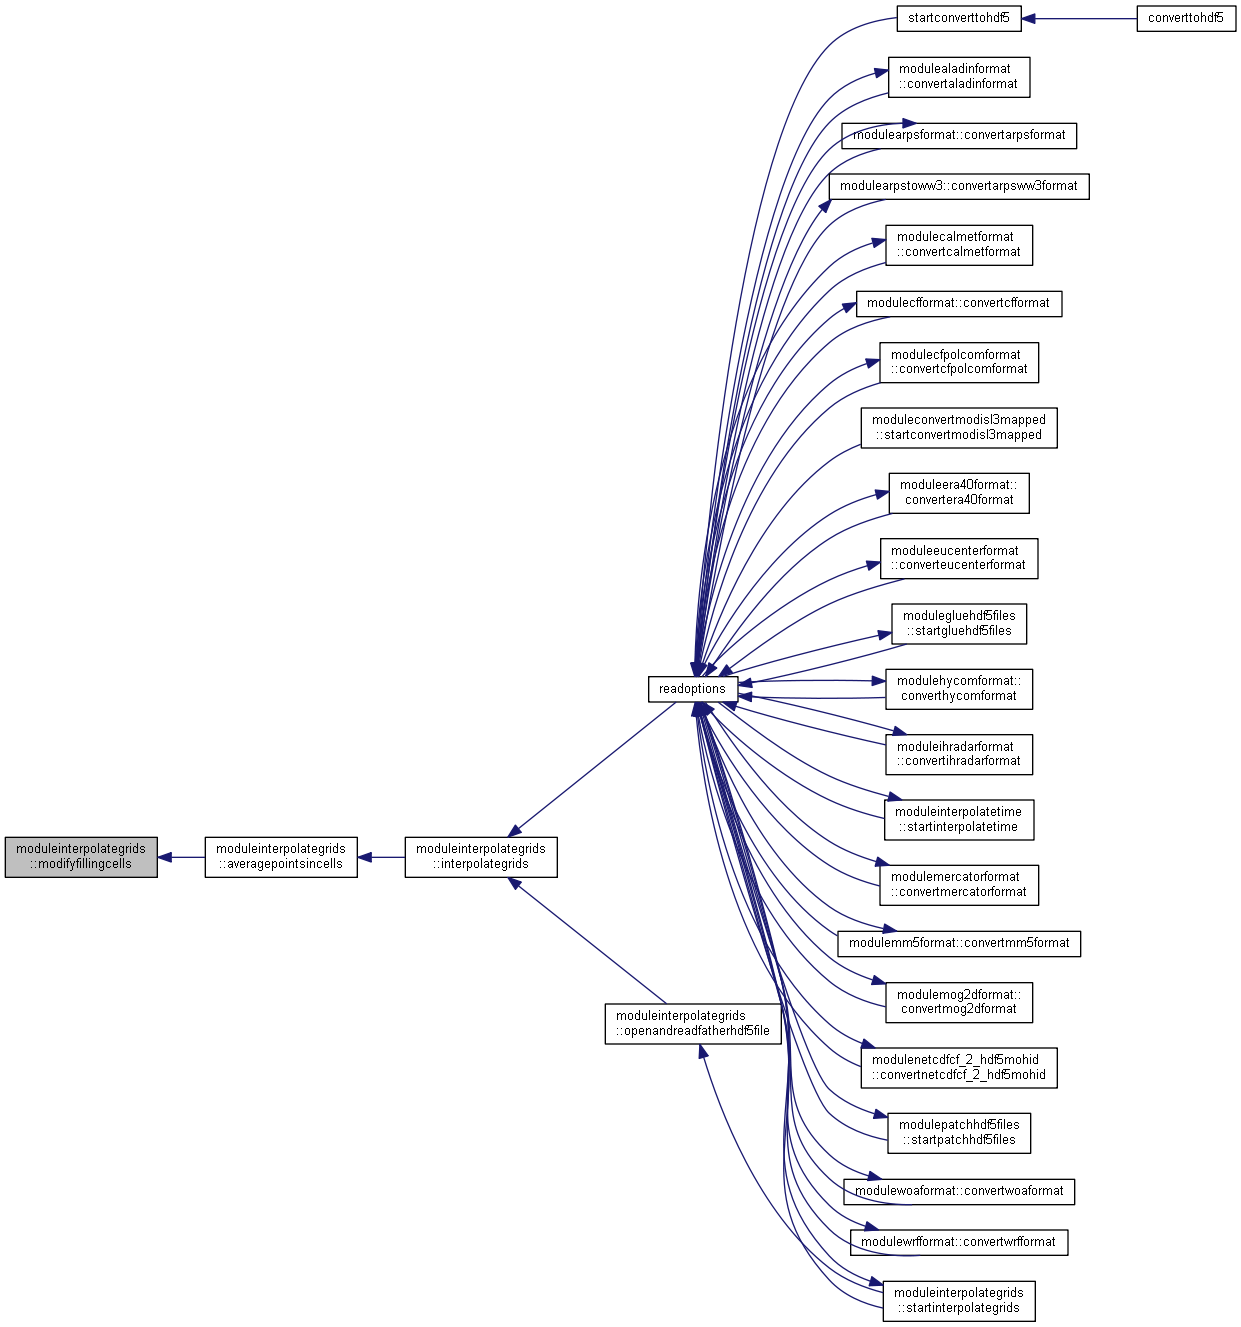 startconverttohdf5
converttohdf5
modulealadinformat
::convertaladinformat
modulearpsformat::convertarpsformat
modulearpstoww3::convertarpsww3format
modulecalmetformat
::convertcalmetformat
modulecfformat::convertcfformat
modulecfpolcomformat
::convertcfpolcomformat
moduleconvertmodisl3mapped
::startconvertmodisl3mapped
moduleera40format::
convertera40format
moduleeucenterformat
::converteucenterformat
modulegluehdf5files
::startgluehdf5files
readoptions
modulehycomformat::
converthycomformat
moduleihradarformat
::convertihradarformat
moduleinterpolatetime
::startinterpolatetime
moduleinterpolategrids
::modifyfillingcells
moduleinterpolategrids
::averagepointsincells
moduleinterpolategrids
::interpolategrids
modulemercatorformat
::convertmercatorformat
modulemm5format::convertmm5format
modulemog2dformat::
convertmog2dformat
moduleinterpolategrids
::openandreadfatherhdf5file
modulenetcdfcf_2_hdf5mohid
::convertnetcdfcf_2_hdf5mohid
modulepatchhdf5files
::startpatchhdf5files
modulewoaformat::convertwoaformat
modulewrfformat::convertwrfformat
moduleinterpolategrids
::startinterpolategrids